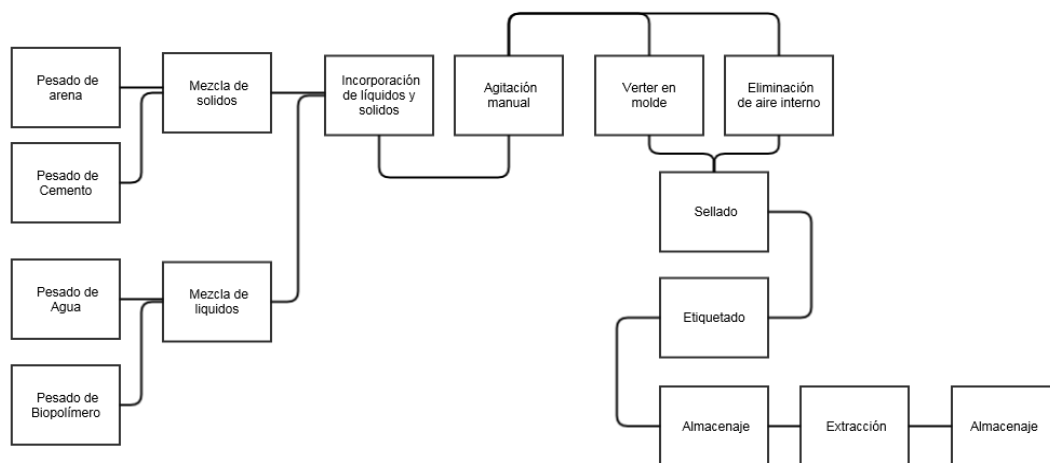 Pesado de
arena
Mezcla de
solidos
Incorporación
de líquidos y
solidos
Agitación
manual
Verter en
molde
Eliminación
de aire interno
Pesado de
Cemento
Sellado
Pesado de
Agua
Mezcla de
liquidos
Etiquetado
Pesado de
Biopolímero
Almacenaje
Extracción
Almacenaje